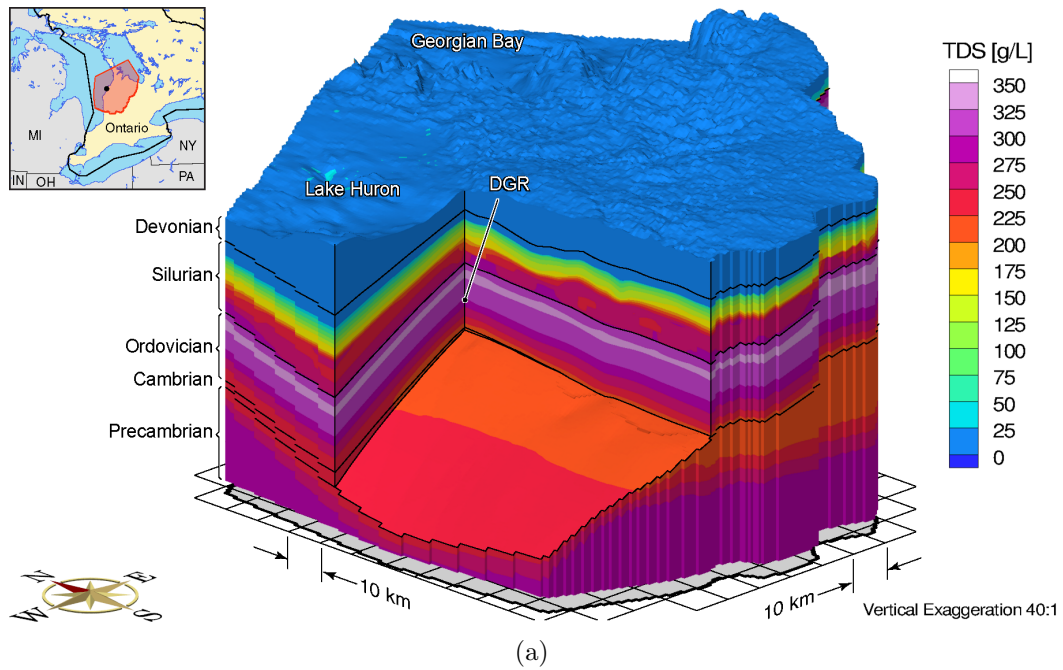 MI
Ontario
NY
IN
OH
PA
Georgian Bay
Lake Huron
DGR
TDS [g/L]
350
325
300
275
250
225
200
175
150
125
100
75
50
25
0
Devonian
Silurian
Ordovician
Cambrian
Precambrian
10 km
10 km
N
E
W
S
Vertical Exaggeration 40:1
(a)